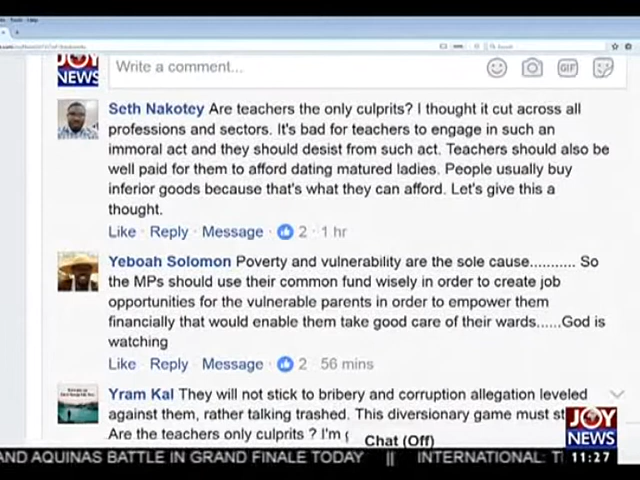 Tools Help
JOY
NEWS
Write a comment...
GIF
Seth Nakotey Are teachers the only culprits? I thought it cut across all
professions and sectors. It's bad for teachers to engage in such an
immoral act and they should desist from such act. Teachers should also be
well paid for them to afford dating matured ladies. People usually buy
inferior goods because that's what they can afford. Let's give this a
thought.
Like · Reply · Message · 2 · 1 hr
Yeboah Solomon Poverty and vulnerability are the sole cause........... So
the MPs should use their common fund wisely in order to create job
opportunities for the vulnerable parents in order to empower them
financially that would enable them take good care of their wards......God is
watching
Like · Reply · Message · 2 · 56 mins
Yram Kal They will not stick to bribery and corruption allegation leveled
against them, rather talking trashed. This diversionary game must st
Are the teachers only culprits ? I'm
Chat (Off)
JOY
NEWS
AND AQUINAS BATTLE IN GRAND FINALE TODAY || INTERNATIONAL: T
11:27